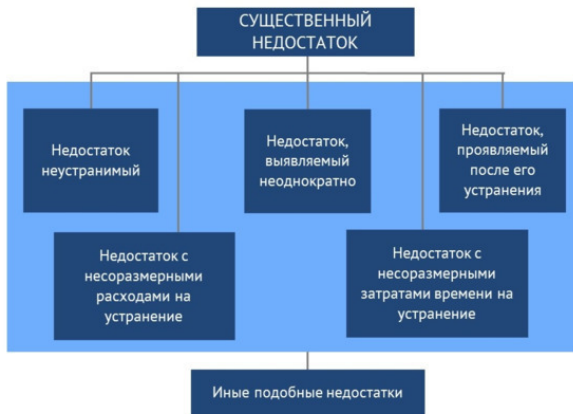 СУЩЕСТВЕННЫЙ
НЕДОСТАТОК
Недостаток
неустранимый
Недостаток,
выявляемый
неоднократно
Недостаток,
проявляемый
после его
устранения
Недостаток с
несоразмерными
расходами на
устранение
Недостаток с
несоразмерными
затратами времени на
устранение
Иные подобные недостатки